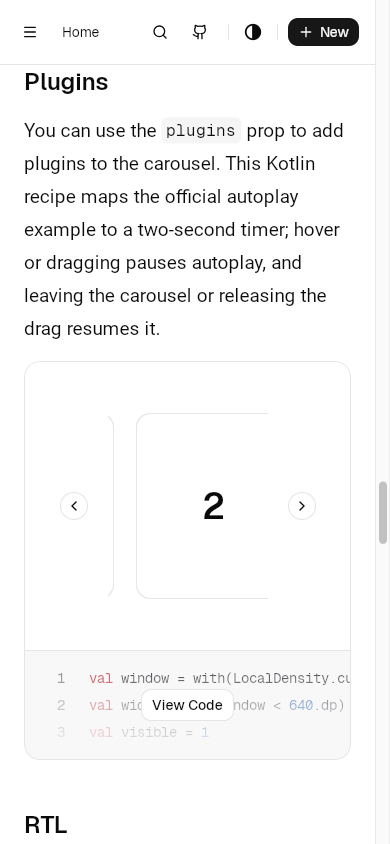 Home
New
Plugins
You can use the plugins prop to add
plugins to the carousel. This Kotlin
recipe maps the official autoplay
example to a two-second timer; hover
or dragging pauses autoplay, and
leaving the carousel or releasing the
drag resumes it.
2
1 val window = with(LocalDensity.cu
2 val wid ndow < 640.dp)
View Code
3 val visible = 1
RTL